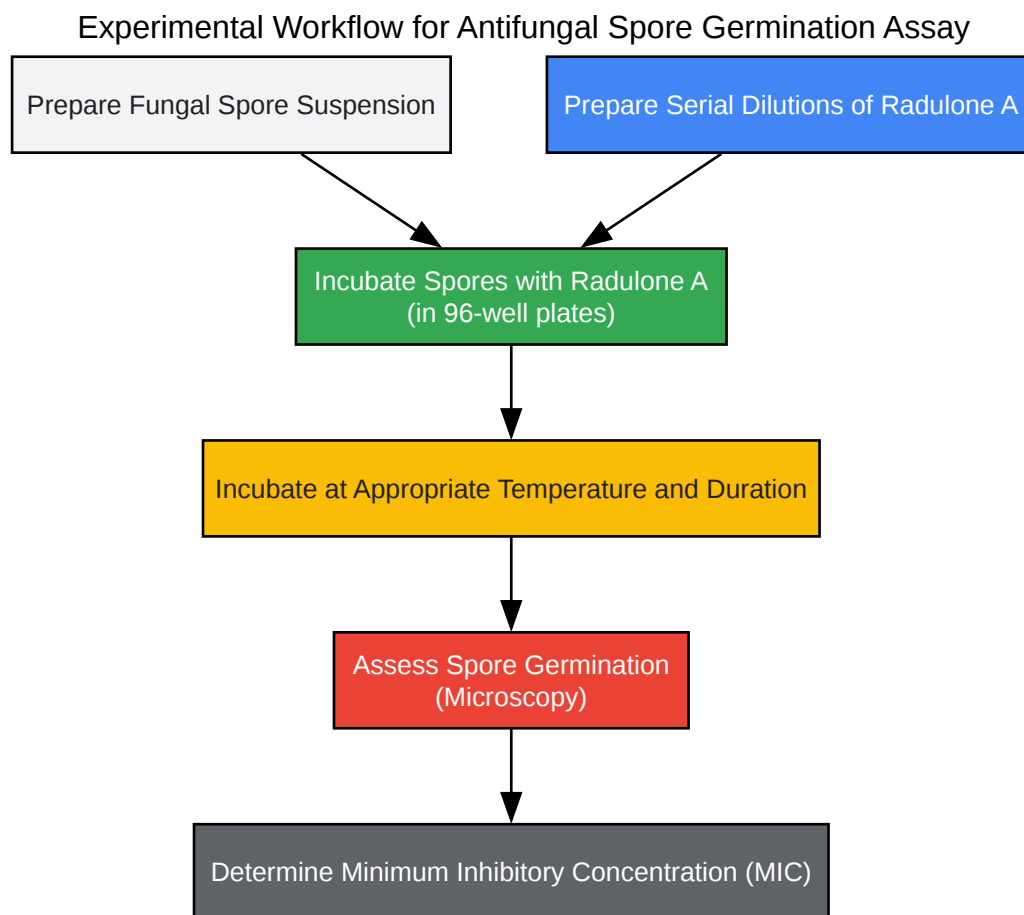 Experimental Workflow for Antifungal Spore Germination Assay
Prepare Fungal Spore Suspension
Prepare Serial Dilutions of Radulone A
Incubate Spores with Radulone A
(in 96-well plates)
Incubate at Appropriate Temperature and Duration
Assess Spore Germination
(Microscopy)
Determine Minimum Inhibitory Concentration (MIC)